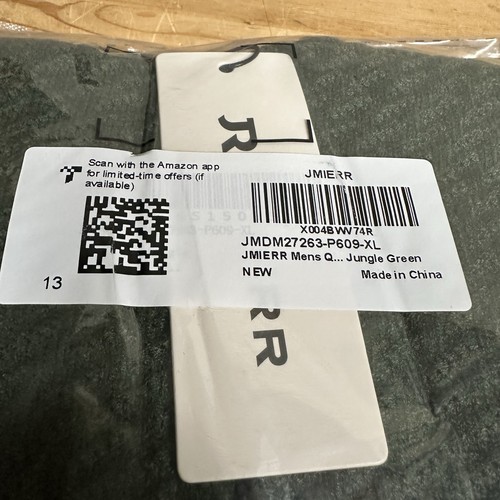 Scan with the Amazon app
for limited-time offers (if
available)
13
JMIERR
X004BVW74R
JMDM27263-P609-XL
JMIERR Mens Q... Jungle Green
NEW
Made in China